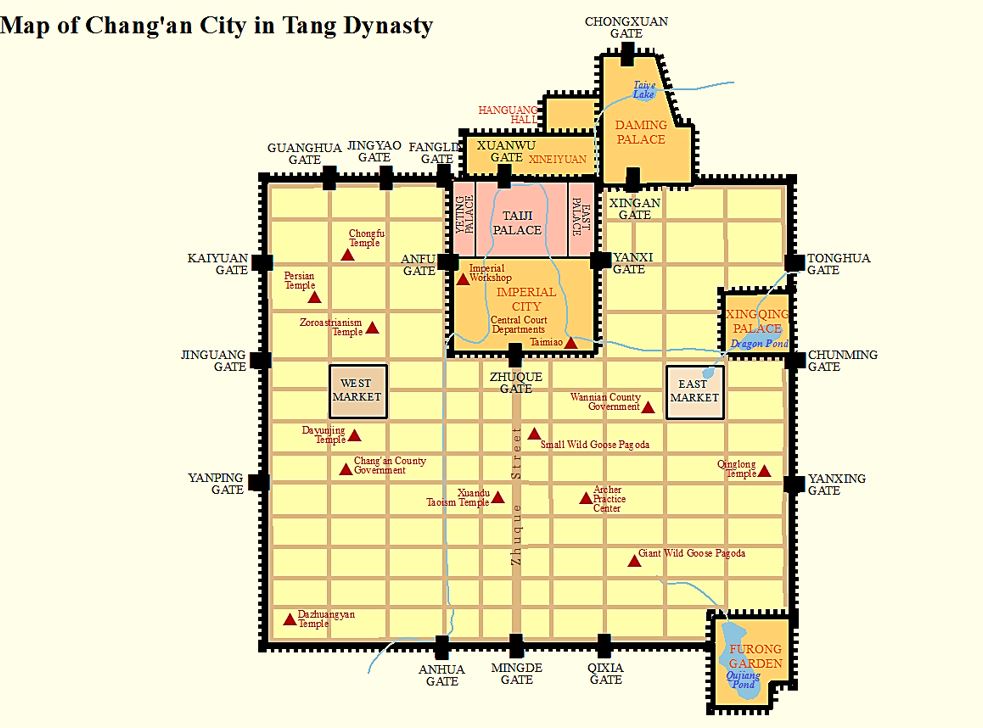 Map of Chang'an City in Tang Dynasty
CHONGXUAN
GATE
Taiye
Lake
HANGUANG
HALL
DAMING
PALACE
GUANGHUA
GATE
JINGYAO
GATE
FANGLIN
GATE
XUANWU
GATE
XINEIYUAN
XINGAN
GATE
YETING
PALACE
TAIJI
PALACE
EAST
PALACE
Chongfu
Temple
KAIYUAN
GATE
ANFU
GATE
YANXI
GATE
TONGHUA
GATE
Persian
Temple
Imperial
Workshop
IMPERIAL
CITY
Central Court
Departments
Taimiao
Zoroastrianism
Temple
XINGQING
PALACE
Dragon Pond
JINGUANG
GATE
CHUNMING
GATE
ZHUQUE
GATE
WEST
MARKET
EAST
MARKET
Wannian County
Government
Dayunjing
Temple
Small Wild Goose Pagoda
Chang'an County
Government
Qinglong
Temple
YANPING
GATE
YANXING
GATE
Xuandu
Taoism Temple
Archer
Practice
Center
Zhuque Street
Giant Wild Goose Pagoda
Dazhuangyan
Temple
FURONG
GARDEN
Qujiang
Pond
ANHUA
GATE
MINGDE
GATE
QIXIA
GATE